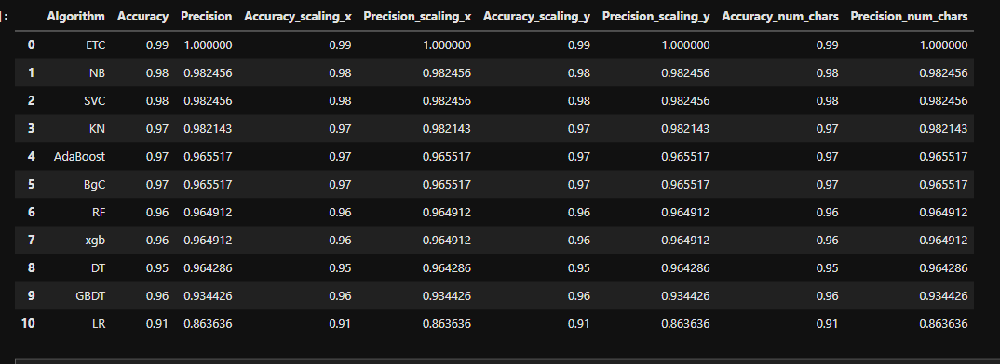 ]:
Algorithm Accuracy Precision Accuracy_scaling_x Precision_scaling_x Accuracy_scaling_y Precision_scaling_y Accuracy_num_chars Precision_num_chars
0 ETC 0.99 1.000000 0.99 1.000000 0.99 1.000000 0.99 1.000000
1 NB 0.98 0.982456 0.98 0.982456 0.98 0.982456 0.98 0.982456
2 SVC 0.98 0.982456 0.98 0.982456 0.98 0.982456 0.98 0.982456
3 KN 0.97 0.982143 0.97 0.982143 0.97 0.982143 0.97 0.982143
4 AdaBoost 0.97 0.965517 0.97 0.965517 0.97 0.965517 0.97 0.965517
5 BgC 0.97 0.965517 0.97 0.965517 0.97 0.965517 0.97 0.965517
6 RF 0.96 0.964912 0.96 0.964912 0.96 0.964912 0.96 0.964912
7 xgb 0.96 0.964912 0.96 0.964912 0.96 0.964912 0.96 0.964912
8 DT 0.95 0.964286 0.95 0.964286 0.95 0.964286 0.95 0.964286
9 GBDT 0.96 0.934426 0.96 0.934426 0.96 0.934426 0.96 0.934426
10 LR 0.91 0.863636 0.91 0.863636 0.91 0.863636 0.91 0.863636